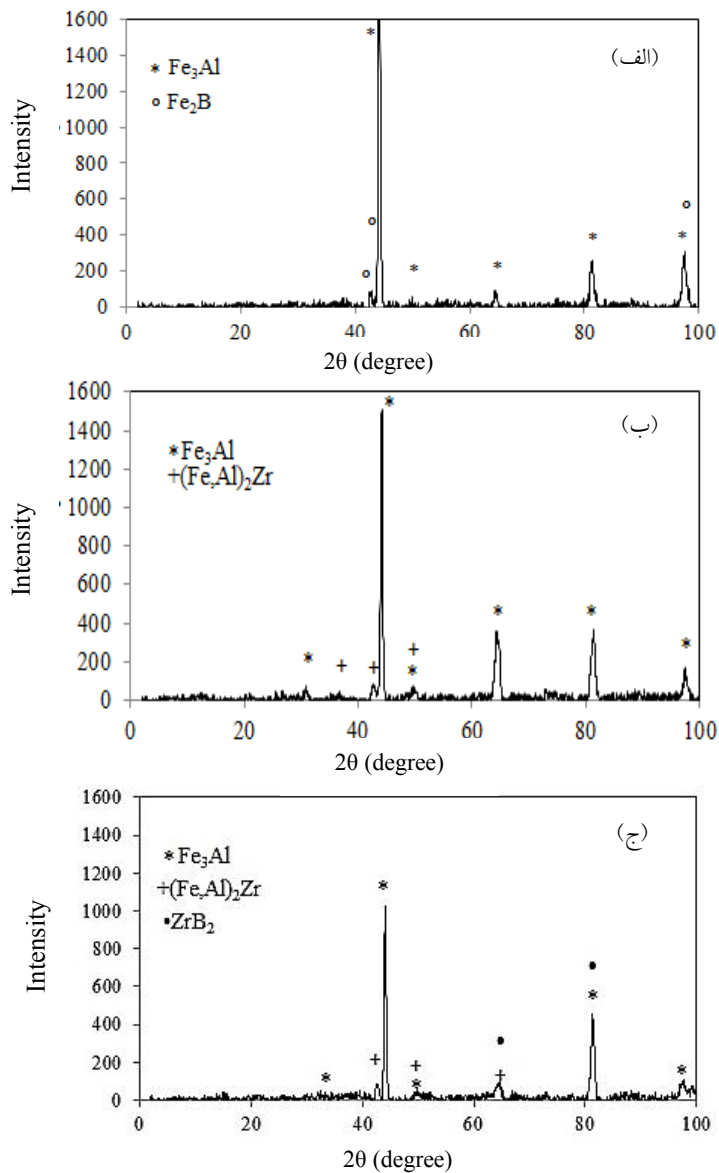 (الف)
* Fe₃Al
o Fe₂B
Intensity
1600
1400
1200
1000
800
600
400
200
0
0 20 40 60 80 100
2θ (degree)
(ب)
*Fe₃Al
+(Fe,Al)₂Zr
Intensity
1600
1400
1200
1000
800
600
400
200
0
0 20 40 60 80 100
2θ (degree)
(ج)
*Fe₃Al
+(Fe,Al)₂Zr
•ZrB₂
Intensity
1600
1400
1200
1000
800
600
400
200
0
0 20 40 60 80 100
2θ (degree)